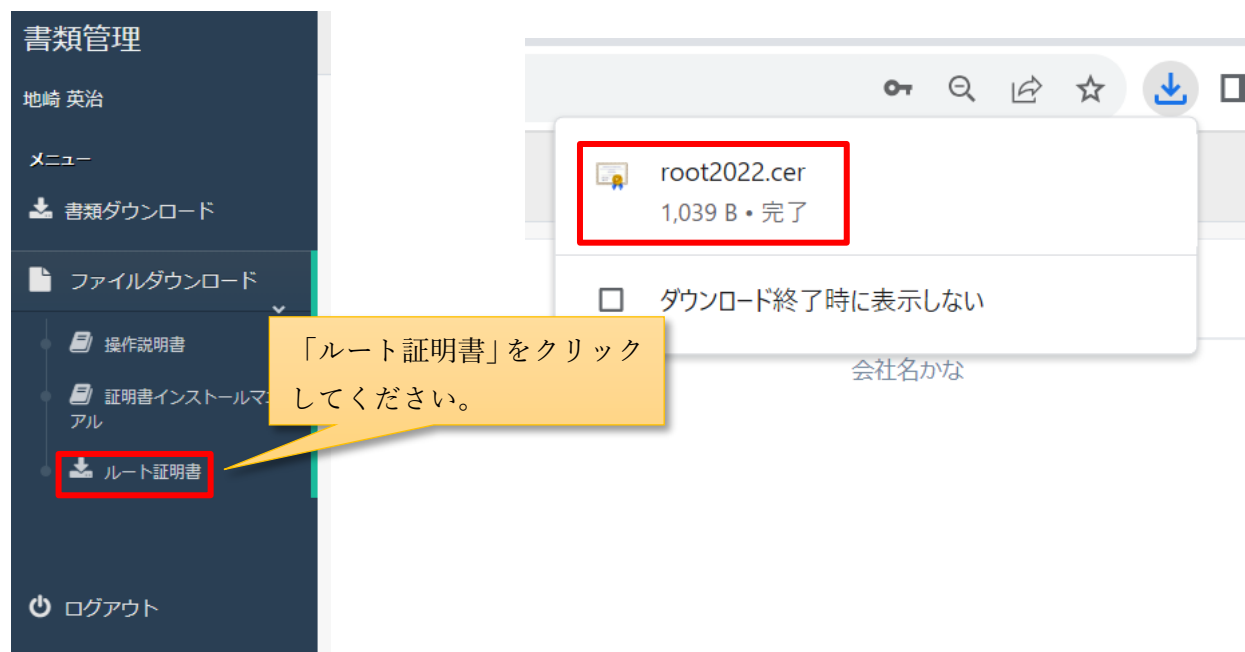 書類管理
地崎 英治
メニュー
書類ダウンロード
ファイルダウンロード
操作説明書
証明書インストールマ
アル
ルート証明書
ログアウト
「ルート証明書」をクリック
してください。
root2022.cer
1,039 B • 完了
ダウンロード終了時に表示しない
会社名かな